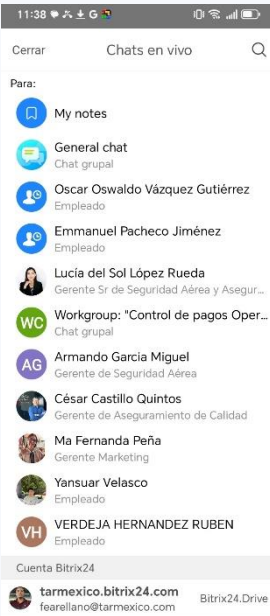 11:38
G
Cerrar
Chats en vivo
Para:
My notes
General chat
Chat grupal
Oscar Oswaldo Vázquez Gutiérrez
Empleado
Emmanuel Pacheco Jiménez
Empleado
Lucía del Sol López Rueda
Gerente Sr de Seguridad Aérea y Asegur...
WC
Workgroup: "Control de pagos Oper...
Chat grupal
AG
Armando Garcia Miguel
Gerente de Seguridad Aérea
César Castillo Quintos
Gerente de Aseguramiento de Calidad
Ma Fernanda Peña
Gerente Marketing
Yansuar Velasco
Empleado
VH
VERDEJA HERNANDEZ RUBEN
Empleado
Cuenta Bitrix24
tarmexico.bitrix24.com
fearellano@tarmexico.com
Bitrix24.Drive